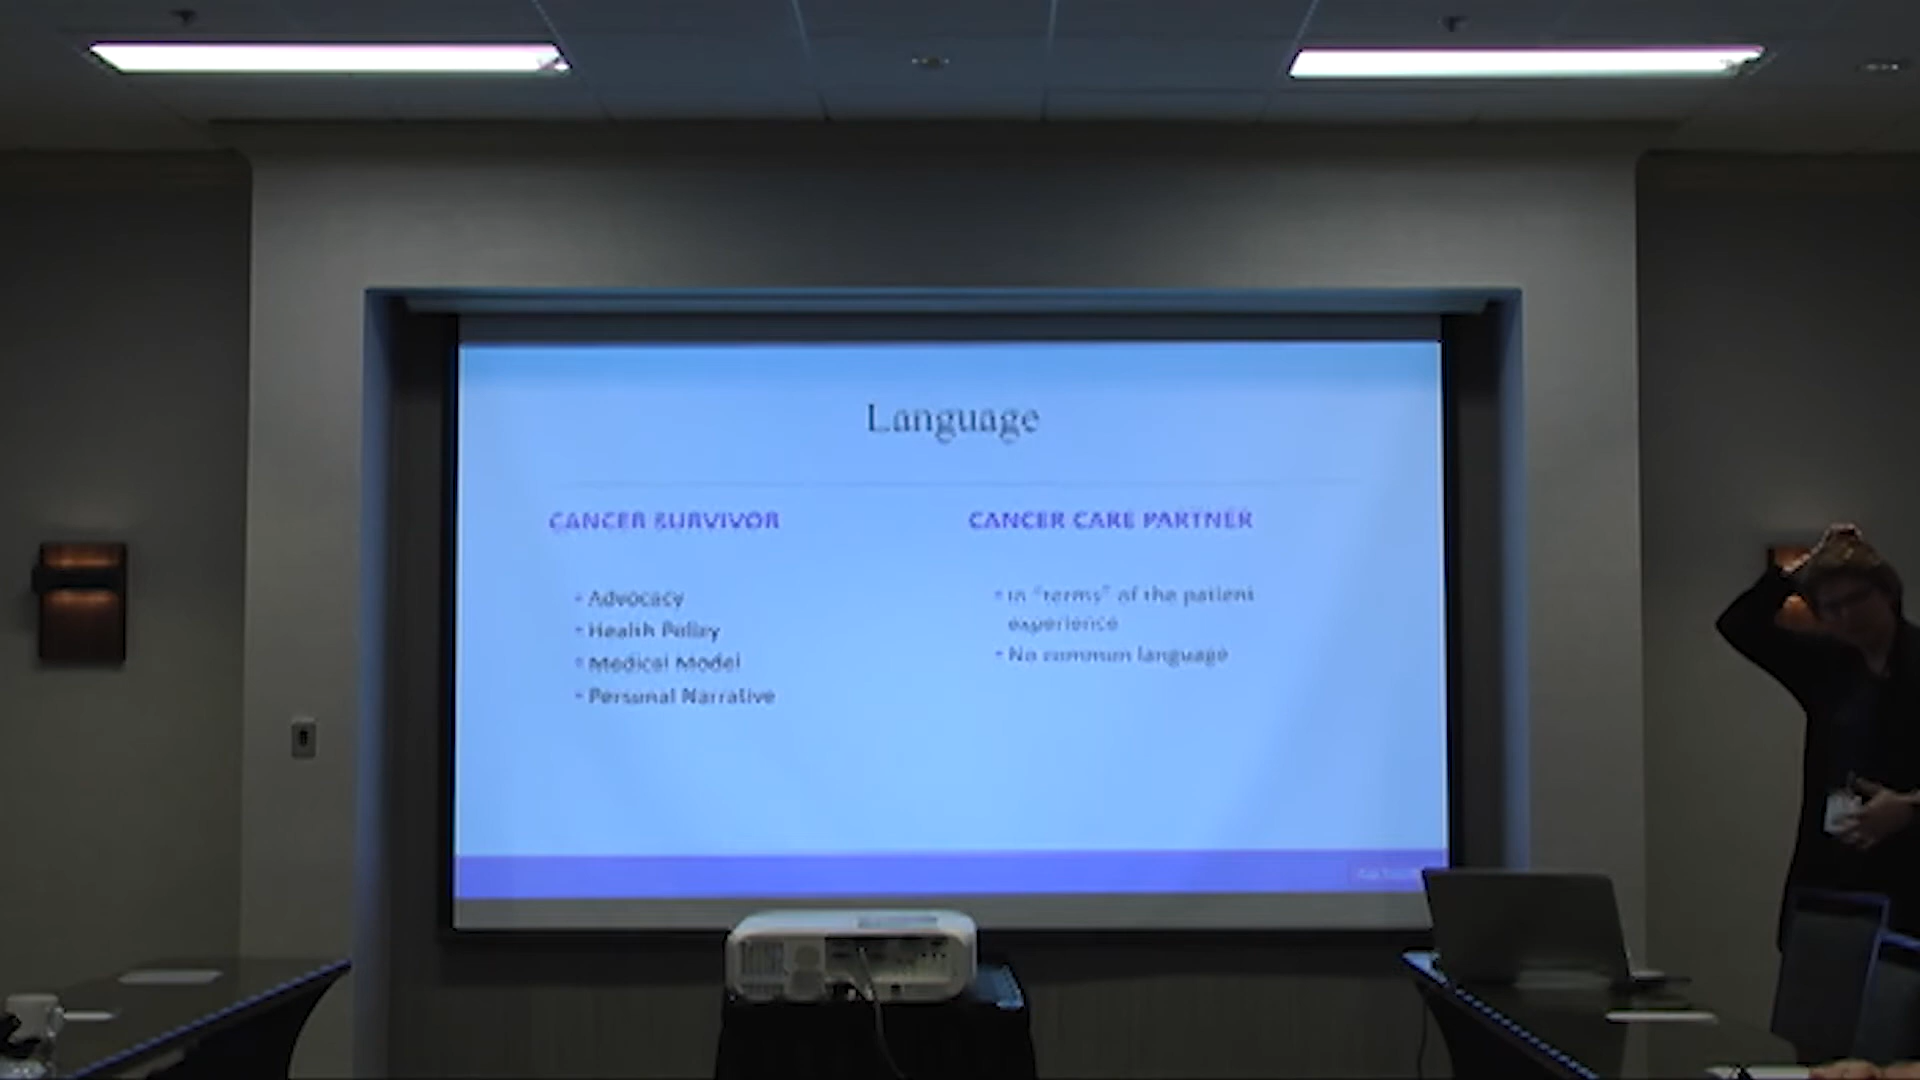 Language
CANCER SURVIVOR
• Advocacy
• Health Policy
• Medical Model
• Personal Narrative
CANCER CARE PARTNER
• In "terms" of the patient
experience
• No common language